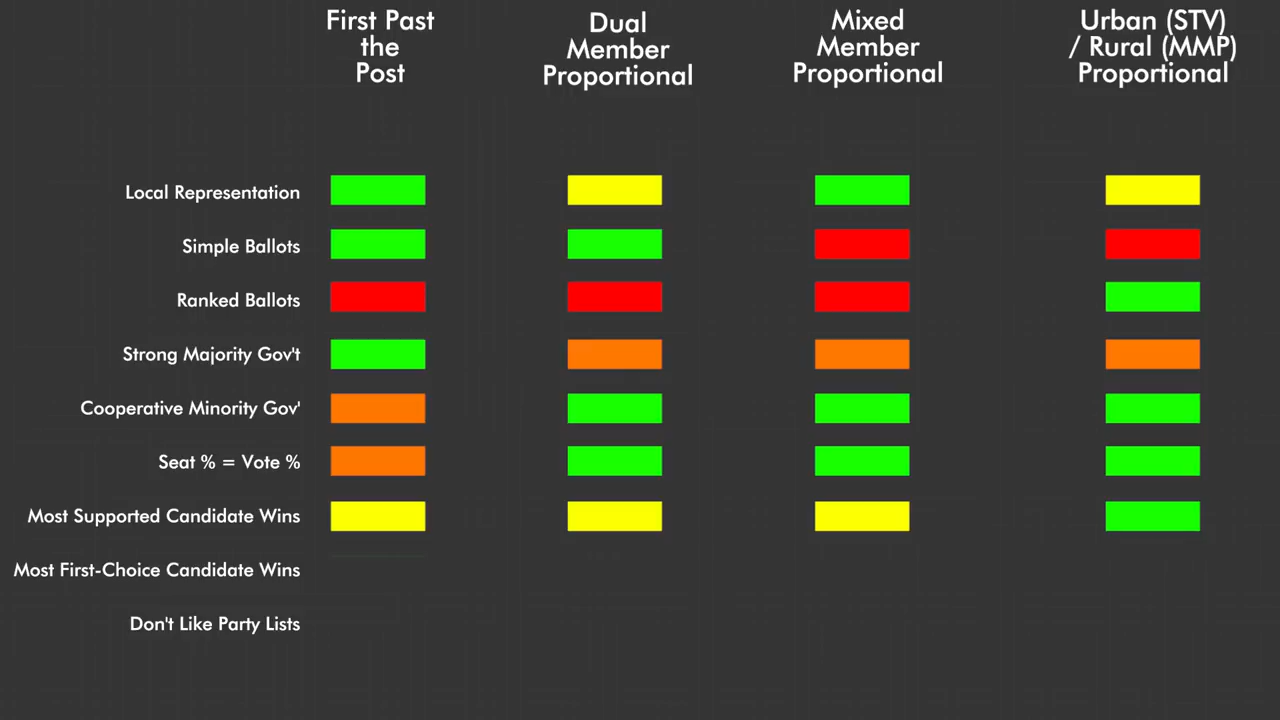 First Past
the
Post
Dual
Member
Proportional
Mixed
Member
Proportional
Urban (STV)
/ Rural (MMP)
Proportional
Local Representation
Simple Ballots
Ranked Ballots
Strong Majority Gov't
Cooperative Minority Gov'
Seat % = Vote %
Most Supported Candidate Wins
Most First-Choice Candidate Wins
Don't Like Party Lists